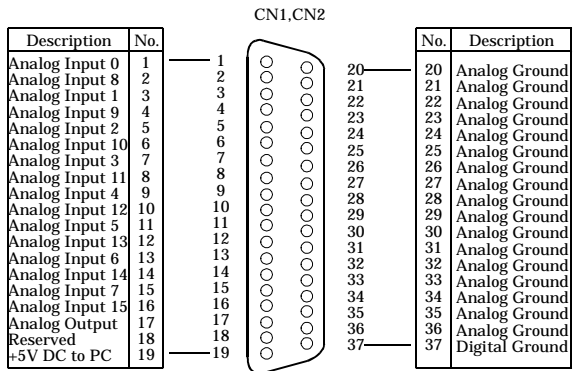 CN1,CN2
Description No.
Analog Input 0 1
Analog Input 8 2
Analog Input 1 3
Analog Input 9 4
Analog Input 2 5
Analog Input 10 6
Analog Input 3 7
Analog Input 11 8
Analog Input 4 9
Analog Input 12 10
Analog Input 5 11
Analog Input 13 12
Analog Input 6 13
Analog Input 14 14
Analog Input 7 15
Analog Input 15 16
Analog Output 17
Reserved 18
+5V DC to PC 19
1
2
3
4
5
6
7
8
9
10
11
12
13
14
15
16
17
18
19
20
21
22
23
24
25
26
27
28
29
30
31
32
33
34
35
36
37
No. Description
20 Analog Ground
21 Analog Ground
22 Analog Ground
23 Analog Ground
24 Analog Ground
25 Analog Ground
26 Analog Ground
27 Analog Ground
28 Analog Ground
29 Analog Ground
30 Analog Ground
31 Analog Ground
32 Analog Ground
33 Analog Ground
34 Analog Ground
35 Analog Ground
36 Analog Ground
37 Digital Ground